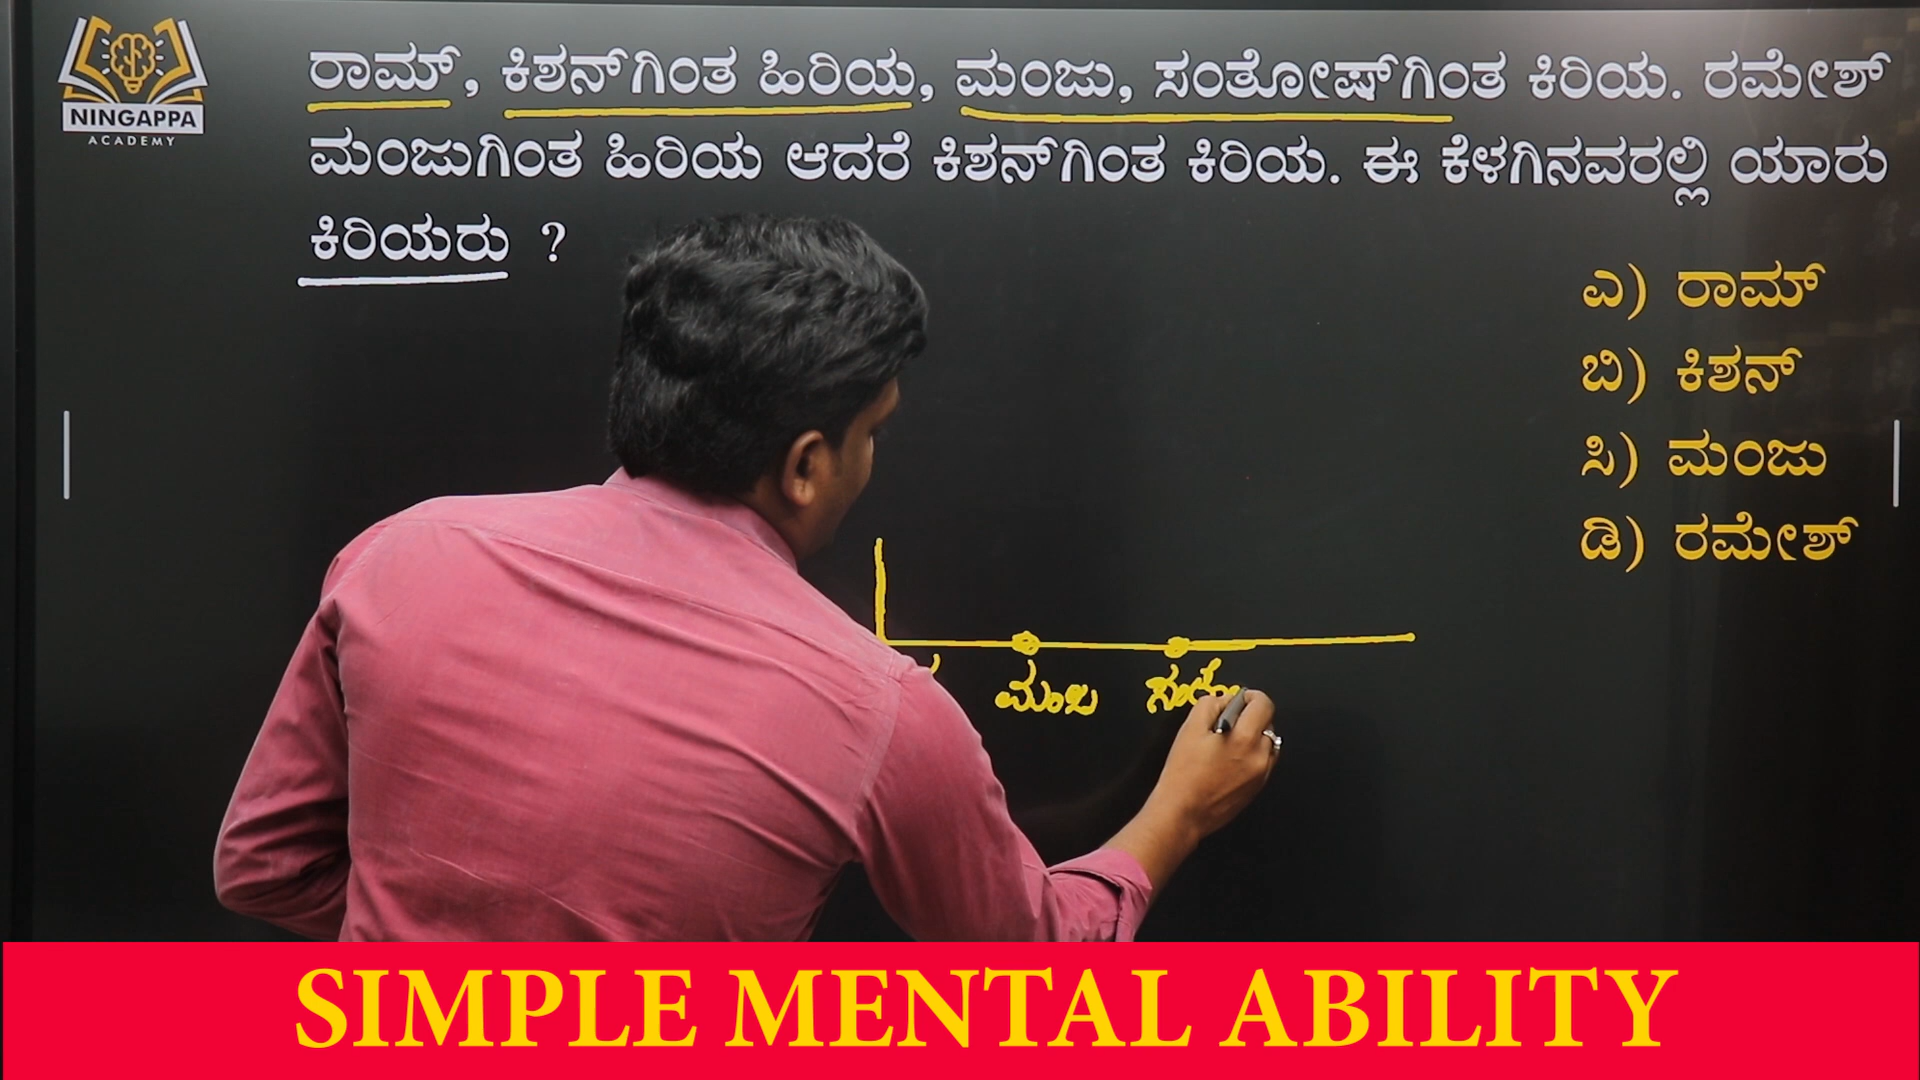 NINGAPPA
ACADEMY
ರಾಮ್, ಕಿಶನ್‌ಗಿಂತ ಹಿರಿಯ, ಮಂಜು, ಸಂತೋಷ್‌ಗಿಂತ ಕಿರಿಯ. ರಮೇಶ್
ಮಂಜುಗಿಂತ ಹಿರಿಯ ಆದರೆ ಕಿಶನ್‌ಗಿಂತ ಕಿರಿಯ. ಈ ಕೆಳಗಿನವರಲ್ಲಿ ಯಾರು
ಕಿರಿಯರು ?
ಎ) ರಾಮ್
ಬಿ) ಕಿಶನ್
ಸಿ) ಮಂಜು
ಡಿ) ರಮೇಶ್
SIMPLE MENTAL ABILITY